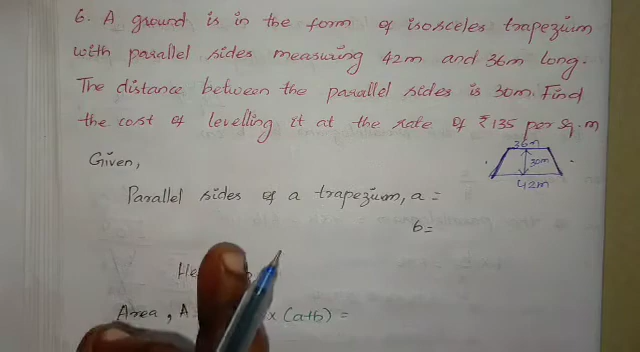 6. A ground is in the form of isosceles trapezium
with parallel sides measuring 42m and 36m long.
The distance between the parallel sides is 30m. Find
the cost of levelling it at the rate of ₹135 per Sq.m
36m
Given,
30m
42m
Parallel sides of a trapezium, a =
b =
Area, A × (a+b) =